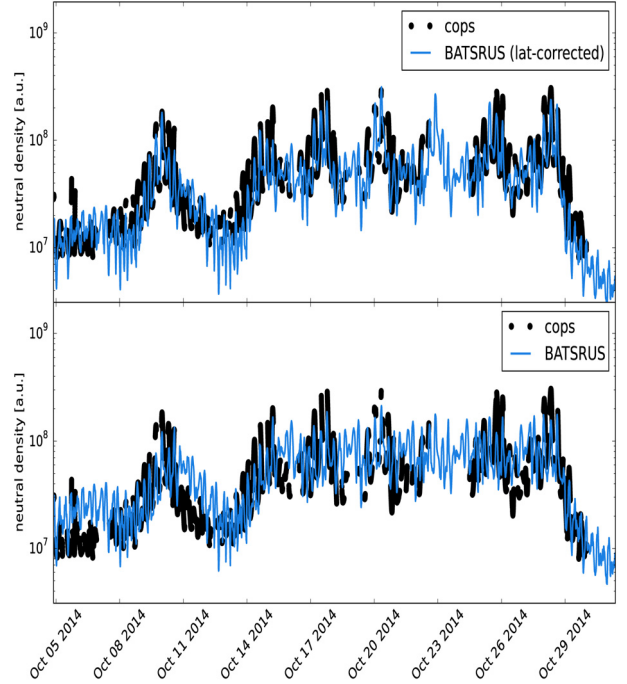 10⁹
cops
BATSRUS (lat-corrected)
10⁸
10⁷
neutral density [a.u.]
10⁹
cops
BATSRUS
10⁸
10⁷
neutral density [a.u.]
Oct 05 2014
Oct 08 2014
Oct 11 2014
Oct 14 2014
Oct 17 2014
Oct 20 2014
Oct 23 2014
Oct 26 2014
Oct 29 2014